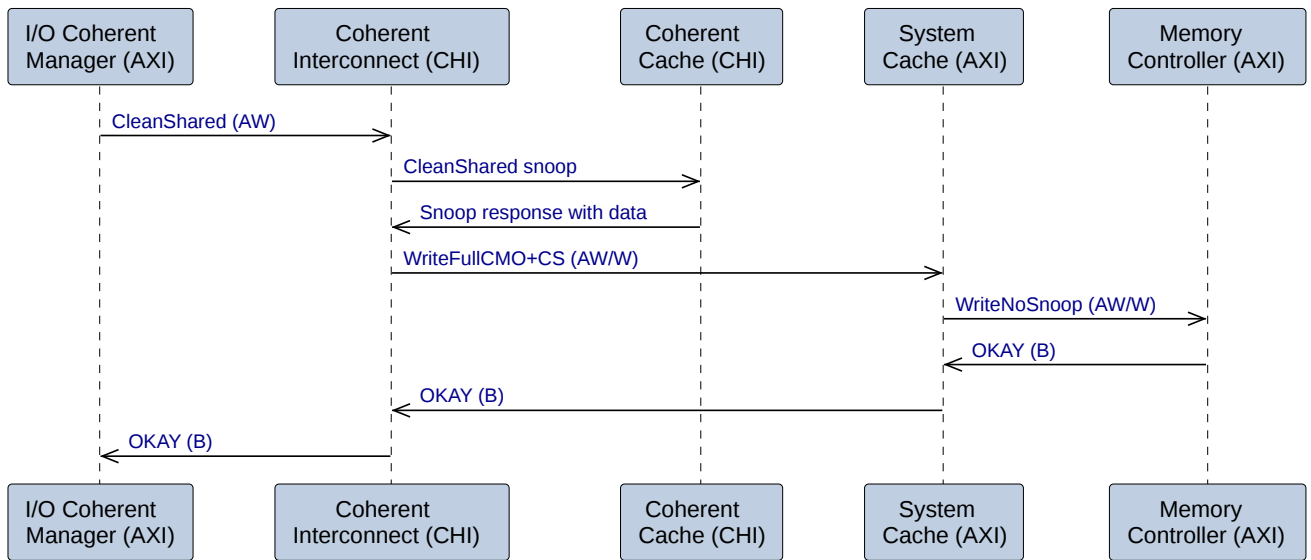 I/O Coherent
Manager (AXI)
Coherent
Interconnect (CHI)
Coherent
Cache (CHI)
System
Cache (AXI)
Memory
Controller (AXI)
CleanShared (AW)
CleanShared snoop
Snoop response with data
WriteFullCMO+CS (AW/W)
WriteNoSnoop (AW/W)
OKAY (B)
OKAY (B)
OKAY (B)
I/O Coherent
Manager (AXI)
Coherent
Interconnect (CHI)
Coherent
Cache (CHI)
System
Cache (AXI)
Memory
Controller (AXI)